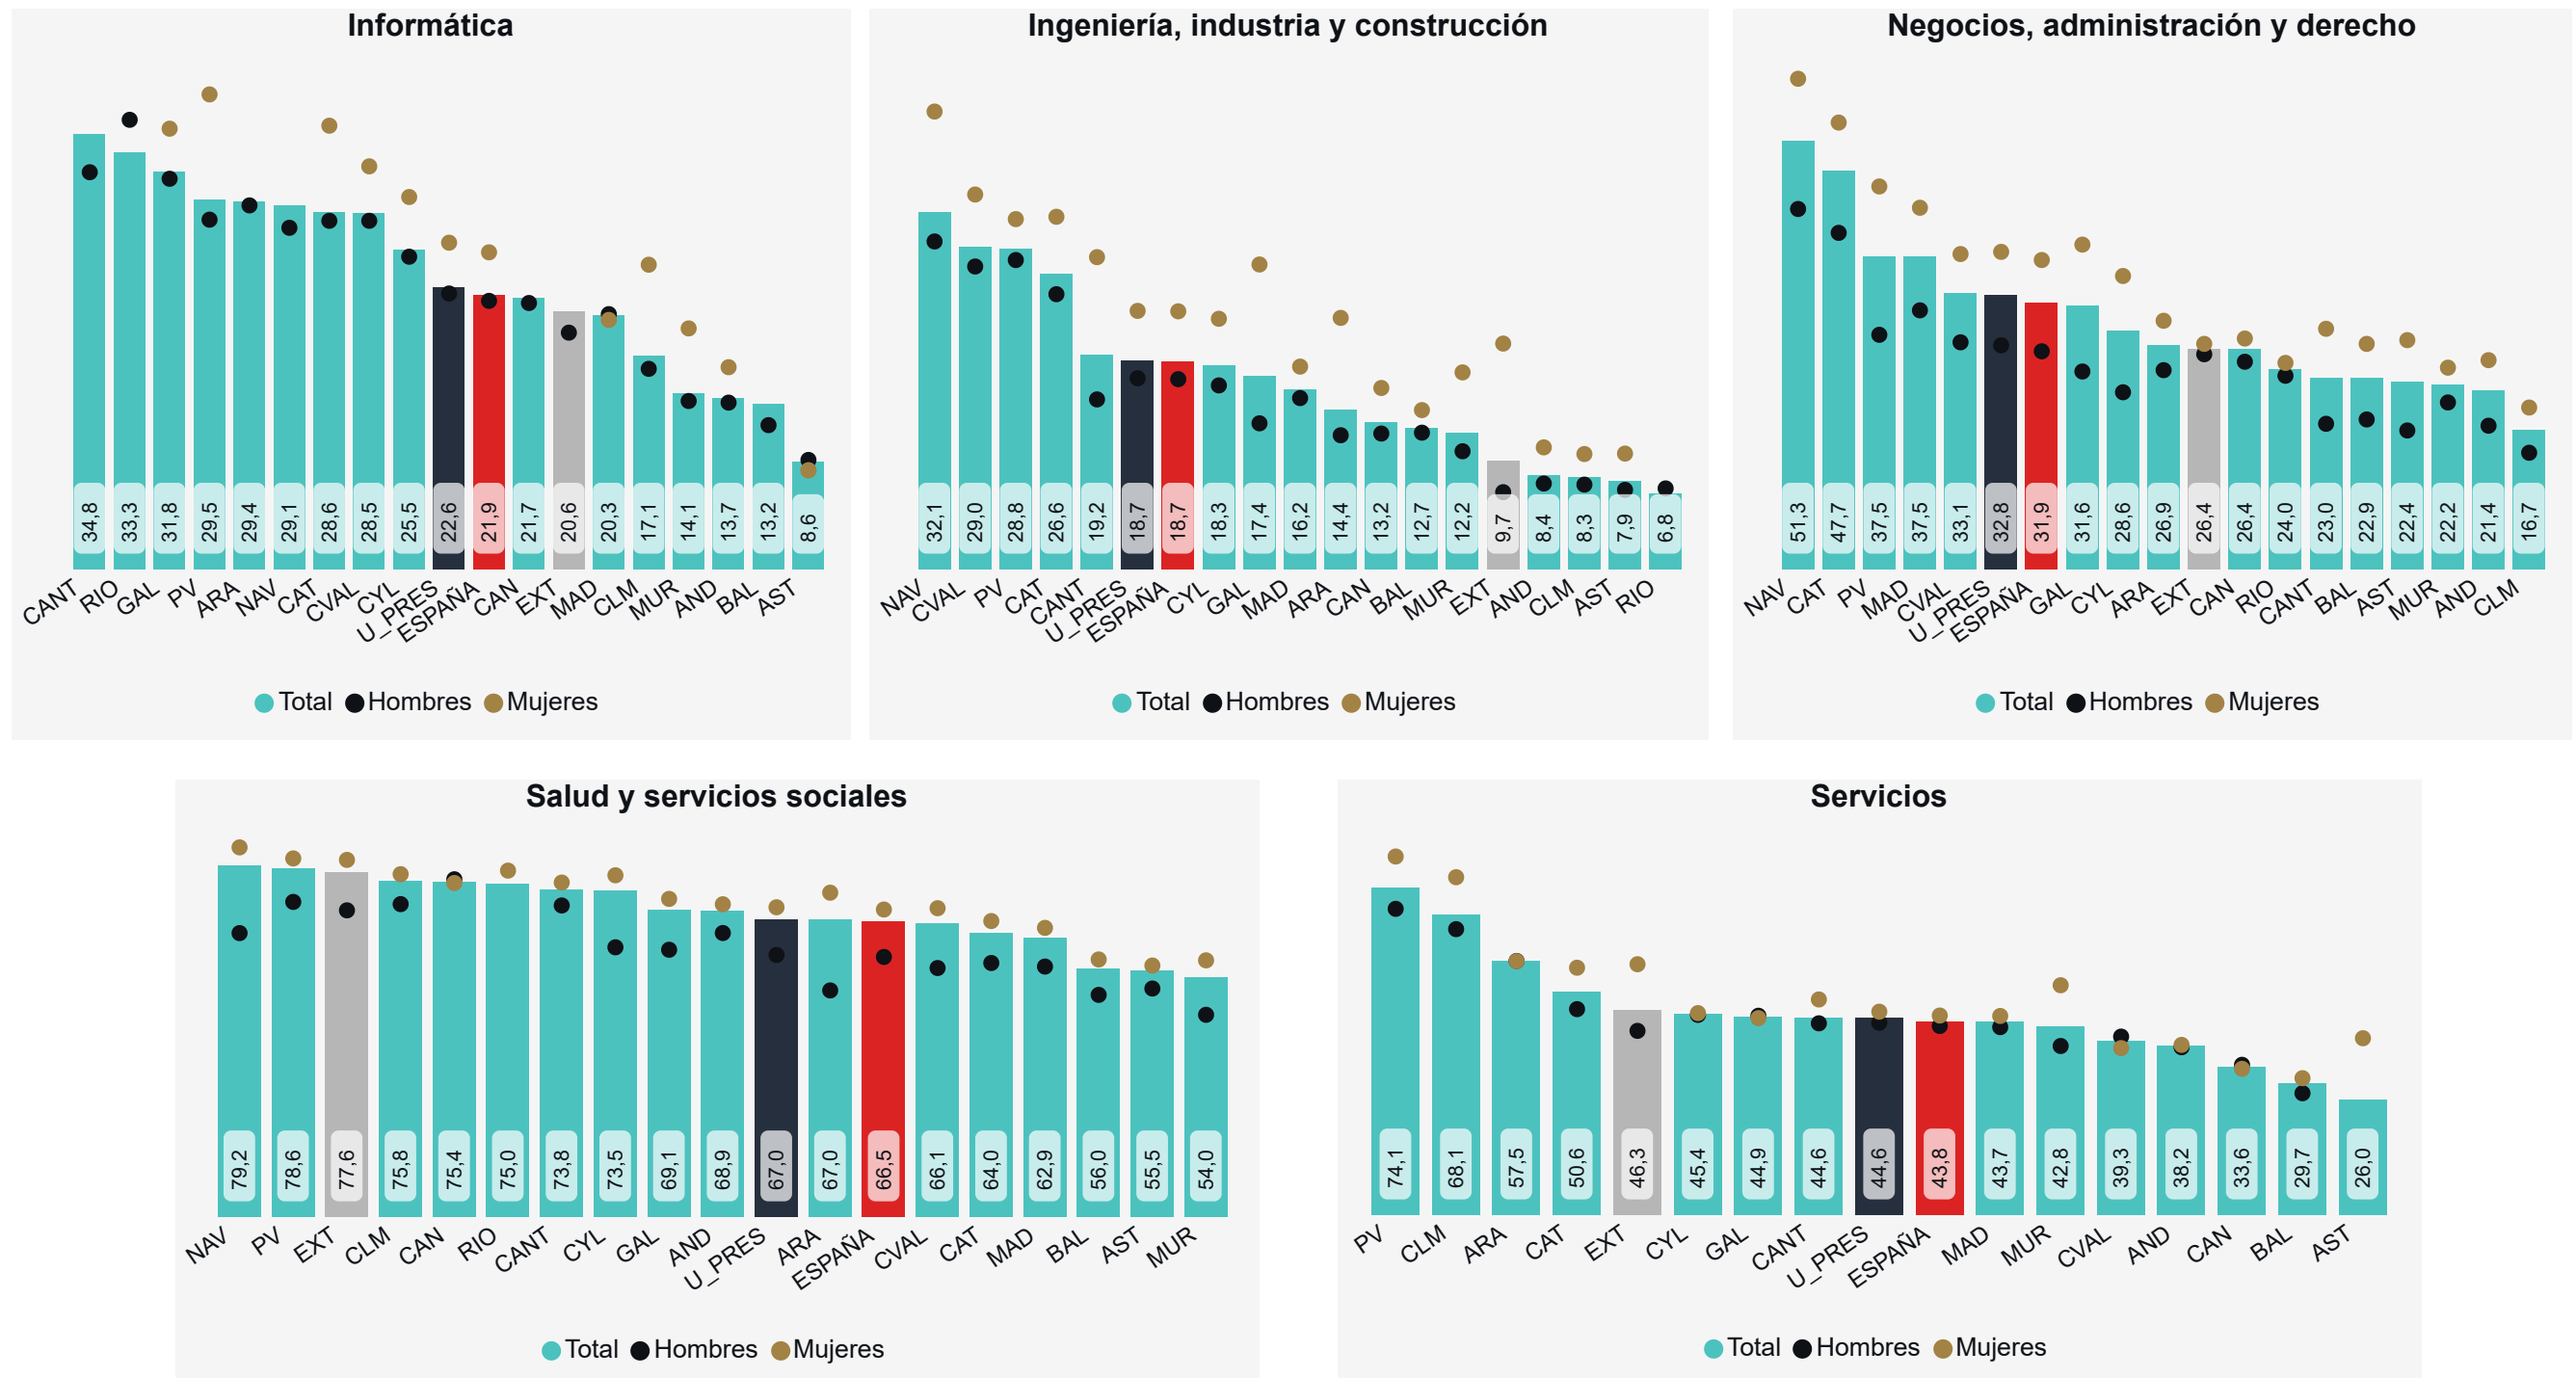 Informática
34,8 33,3 31,8 29,5 29,4 29,1 28,6 28,5 25,5 22,6 21,9 21,7 20,6 20,3 17,1 14,1 13,7 13,2 8,6
CANT RIO GAL PV ARA NAV CAT CVAL CYL U_PRES ESPAÑA CAN EXT MAD CLM MUR AND BAL AST
Total Hombres Mujeres
Ingeniería, industria y construcción
32,1 29,0 28,8 26,6 19,2 18,7 18,7 18,3 17,4 16,2 14,4 13,2 12,7 12,2 9,7 8,4 8,3 7,9 6,8
NAV CVAL PV CAT CANT U_PRES ESPAÑA CYL GAL MAD ARA CAN BAL MUR EXT AND CLM AST RIO
Total Hombres Mujeres
Negocios, administración y derecho
51,3 47,7 37,5 37,5 33,1 32,8 31,9 31,6 28,6 26,9 26,4 26,4 24,0 23,0 22,9 22,4 22,2 21,4 16,7
NAV CAT PV MAD CVAL U_PRES ESPAÑA GAL CYL ARA EXT CAN RIO CANT BAL AST MUR AND CLM
Total Hombres Mujeres
Salud y servicios sociales
79,2 78,6 77,6 75,8 75,4 75,0 73,8 73,5 69,1 68,9 67,0 67,0 66,5 66,1 64,0 62,9 56,0 55,5 54,0
NAV PV EXT CLM CAN RIO CANT CYL GAL AND U_PRES ARA ESPAÑA CVAL CAT MAD BAL AST MUR
Total Hombres Mujeres
Servicios
74,1 68,1 57,5 50,6 46,3 45,4 44,9 44,6 44,6 43,8 43,7 42,8 39,3 38,2 33,6 29,7 26,0
PV CLM ARA CAT EXT CYL GAL CANT U_PRES ESPAÑA MAD MUR CVAL AND CAN BAL AST
Total Hombres Mujeres